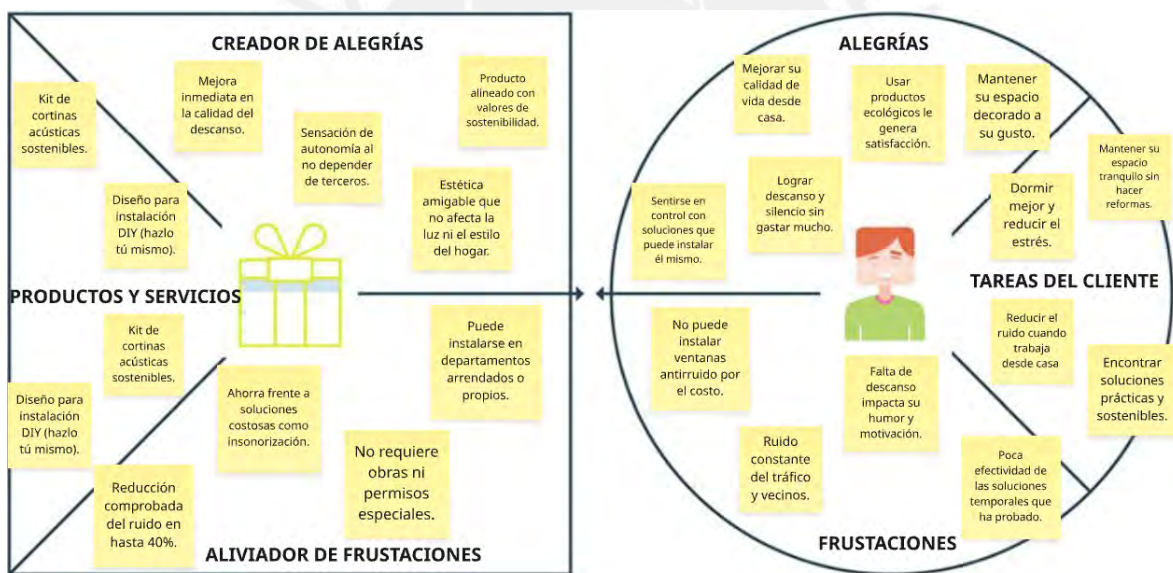 CREADOR DE ALEGRÍAS
Kit de
cortinas
acústicas
sostenibles.
Mejora
inmediata en
la calidad del
descanso.
Sensación de
autonomía al
no depender
de terceros.
Producto
alineado con
valores de
sostenibilidad.
Diseño para
instalación
DIY (hazlo
tú mismo).
Estética
amigable que
no afecta la
luz ni el estilo
del hogar.
PRODUCTOS Y SERVICIOS
Kit de
cortinas
acústicas
sostenibles.
Diseño para
instalación
DIY (hazlo
tú mismo).
Reducción
comprobada
del ruido en
hasta 40%.
Ahorra frente a
soluciones
costosas como
insonorización.
Puede
instalarse en
departamentos
arrendados o
propios.
No requiere
obras ni
permisos
especiales.
ALIVIADOR DE FRUSTACIONES
ALEGRÍAS
Mejorar su
calidad de
vida desde
casa.
Usar
productos
ecológicos le
genera
satisfacción.
Mantener
su espacio
decorado a
su gusto.
Mantener su
espacio
tranquilo sin
hacer
reformas.
Sentirse en
control con
soluciones que
puede instalar
él mismo.
Lograr
descanso y
silencio sin
gastar mucho.
Dormir
mejor y
reducir el
estrés.
TAREAS DEL CLIENTE
Reducir el
ruido cuando
trabaja
desde casa
Encontrar
soluciones
prácticas y
sostenibles.
No puede
instalar
ventanas
antirruido por
el costo.
Falta de
descanso
impacta su
humor y
motivación.
Ruido
constante
del tráfico y
vecinos.
Poca
efectividad de
las soluciones
temporales que
ha probado.
FRUSTACIONES